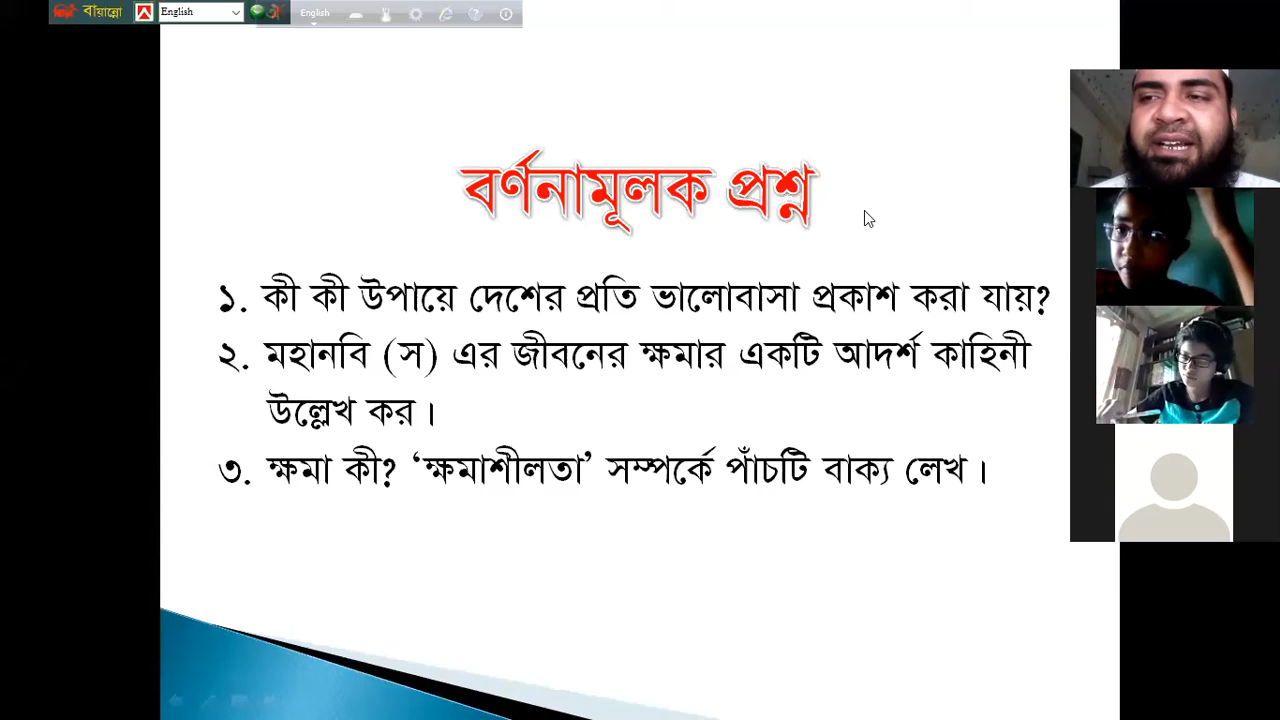 বায়ান্নো English English
বর্ণনামূলক প্রশ্ন
১. কী কী উপায়ে দেশের প্রতি ভালোবাসা প্রকাশ করা যায়?
২. মহানবি (স) এর জীবনের ক্ষমার একটি আদর্শ কাহিনী
উল্লেখ কর।
৩. ক্ষমা কী? ‘ক্ষমাশীলতা’ সম্পর্কে পাঁচটি বাক্য লেখ।